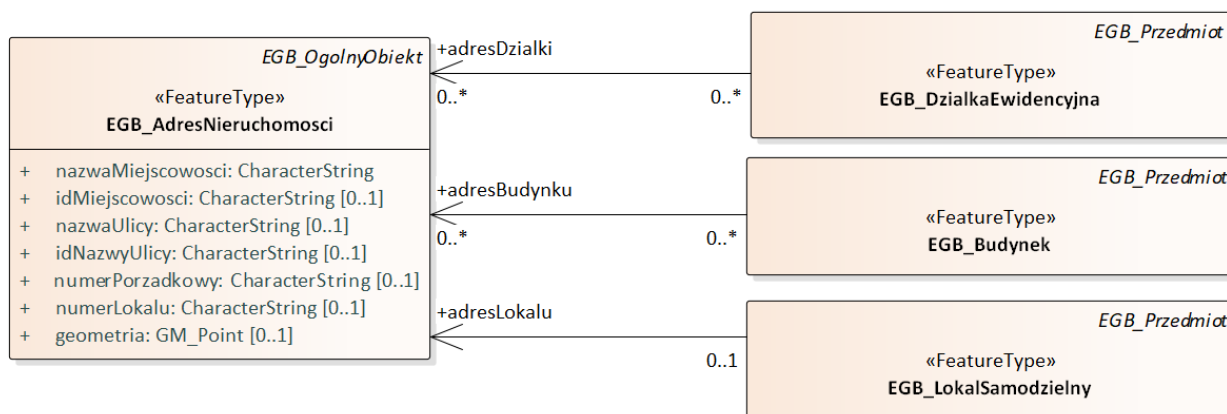 EGB_OgolnyObiekt
«FeatureType»
EGB_AdresNieruchomosci
+ nazwaMiejscowosci: CharacterString
+ idMiejscowosci: CharacterString [0..1]
+ nazwaUlicy: CharacterString [0..1]
+ idNazwyUlicy: CharacterString [0..1]
+ numerPorzadkowy: CharacterString [0..1]
+ numerLokalu: CharacterString [0..1]
+ geometria: GM_Point [0..1]
+adresDzialki
0..*
0..*
EGB_Przedmiot
«FeatureType»
EGB_DzialkaEwidencyjna
+adresBudynku
0..*
0..*
EGB_Przedmiot
«FeatureType»
EGB_Budynek
+adresLokalu
0..1
EGB_Przedmiot
«FeatureType»
EGB_LokalSamodzielny